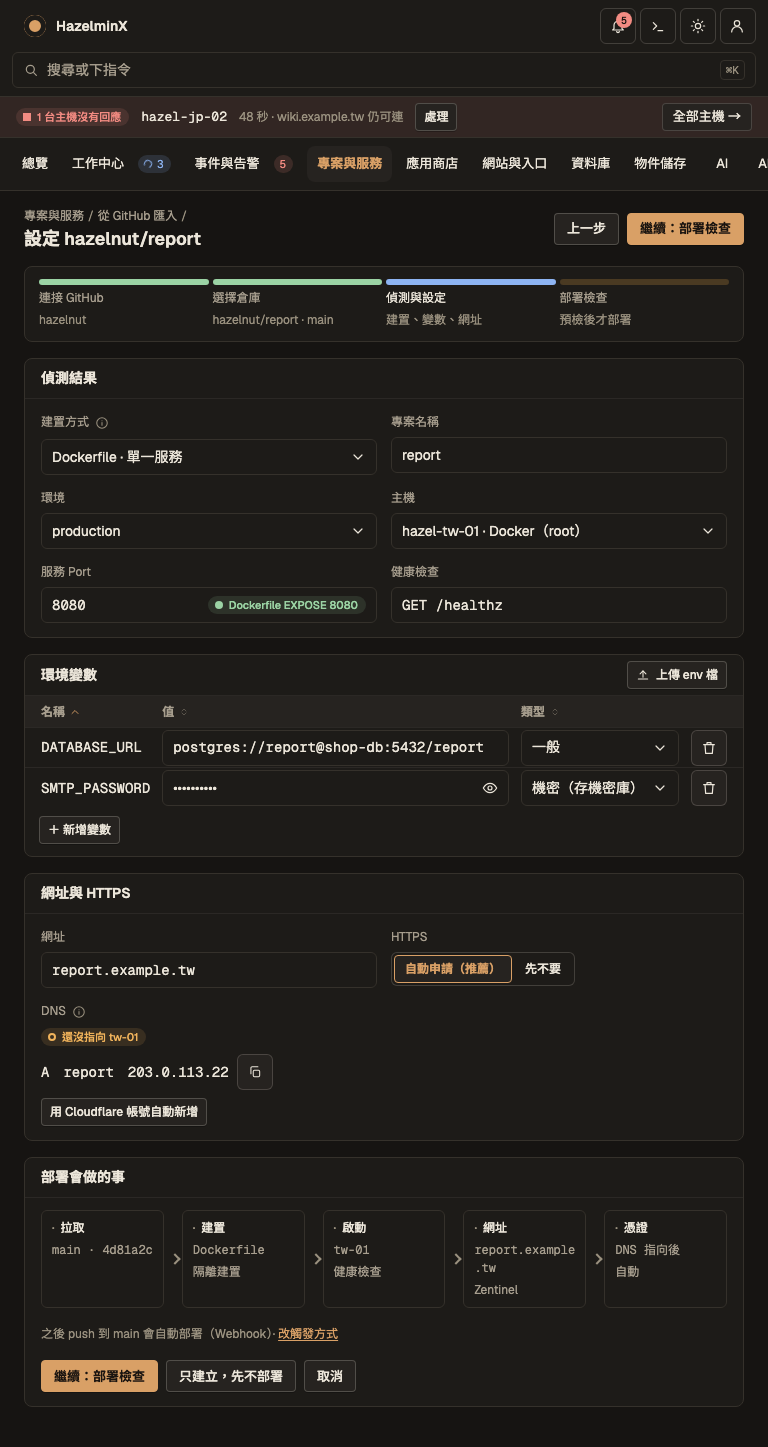 HazelminX
5
搜尋或下指令
⌘K
1 台主機沒有回應 hazel-jp-02 48 秒 · wiki.example.tw 仍可連 處理 全部主機 →
總覽 工作中心 3 事件與告警 5 專案與服務 應用商店 網站與入口 資料庫 物件儲存 AI
專案與服務 / 從 GitHub 匯入 /
設定 hazelnut/report
上一步 繼續：部署檢查
連接 GitHub 選擇倉庫 偵測與設定 部署檢查
hazelnut hazelnut/report · main 建置、變數、網址 預檢後才部署
偵測結果
建置方式 專案名稱
Dockerfile · 單一服務 report
環境 主機
production hazel-tw-01 · Docker（root）
服務 Port 健康檢查
8080 Dockerfile EXPOSE 8080 GET /healthz
環境變數 上傳 env 檔
名稱 值 類型
DATABASE_URL postgres://report@shop-db:5432/report 一般
SMTP_PASSWORD •••••••••• 機密（存機密庫）
+ 新增變數
網址與 HTTPS
網址 HTTPS
report.example.tw 自動申請（推薦） 先不要
DNS
還沒指向 tw-01
A report 203.0.113.22
用 Cloudflare 帳號自動新增
部署會做的事
· 拉取 · 建置 · 啟動 · 網址 · 憑證
main · 4d81a2c Dockerfile tw-01 report.example DNS 指向後
隔離建置 健康檢查 .tw 自動
Zentinel
之後 push 到 main 會自動部署（Webhook）· 改觸發方式
繼續：部署檢查 只建立，先不部署 取消